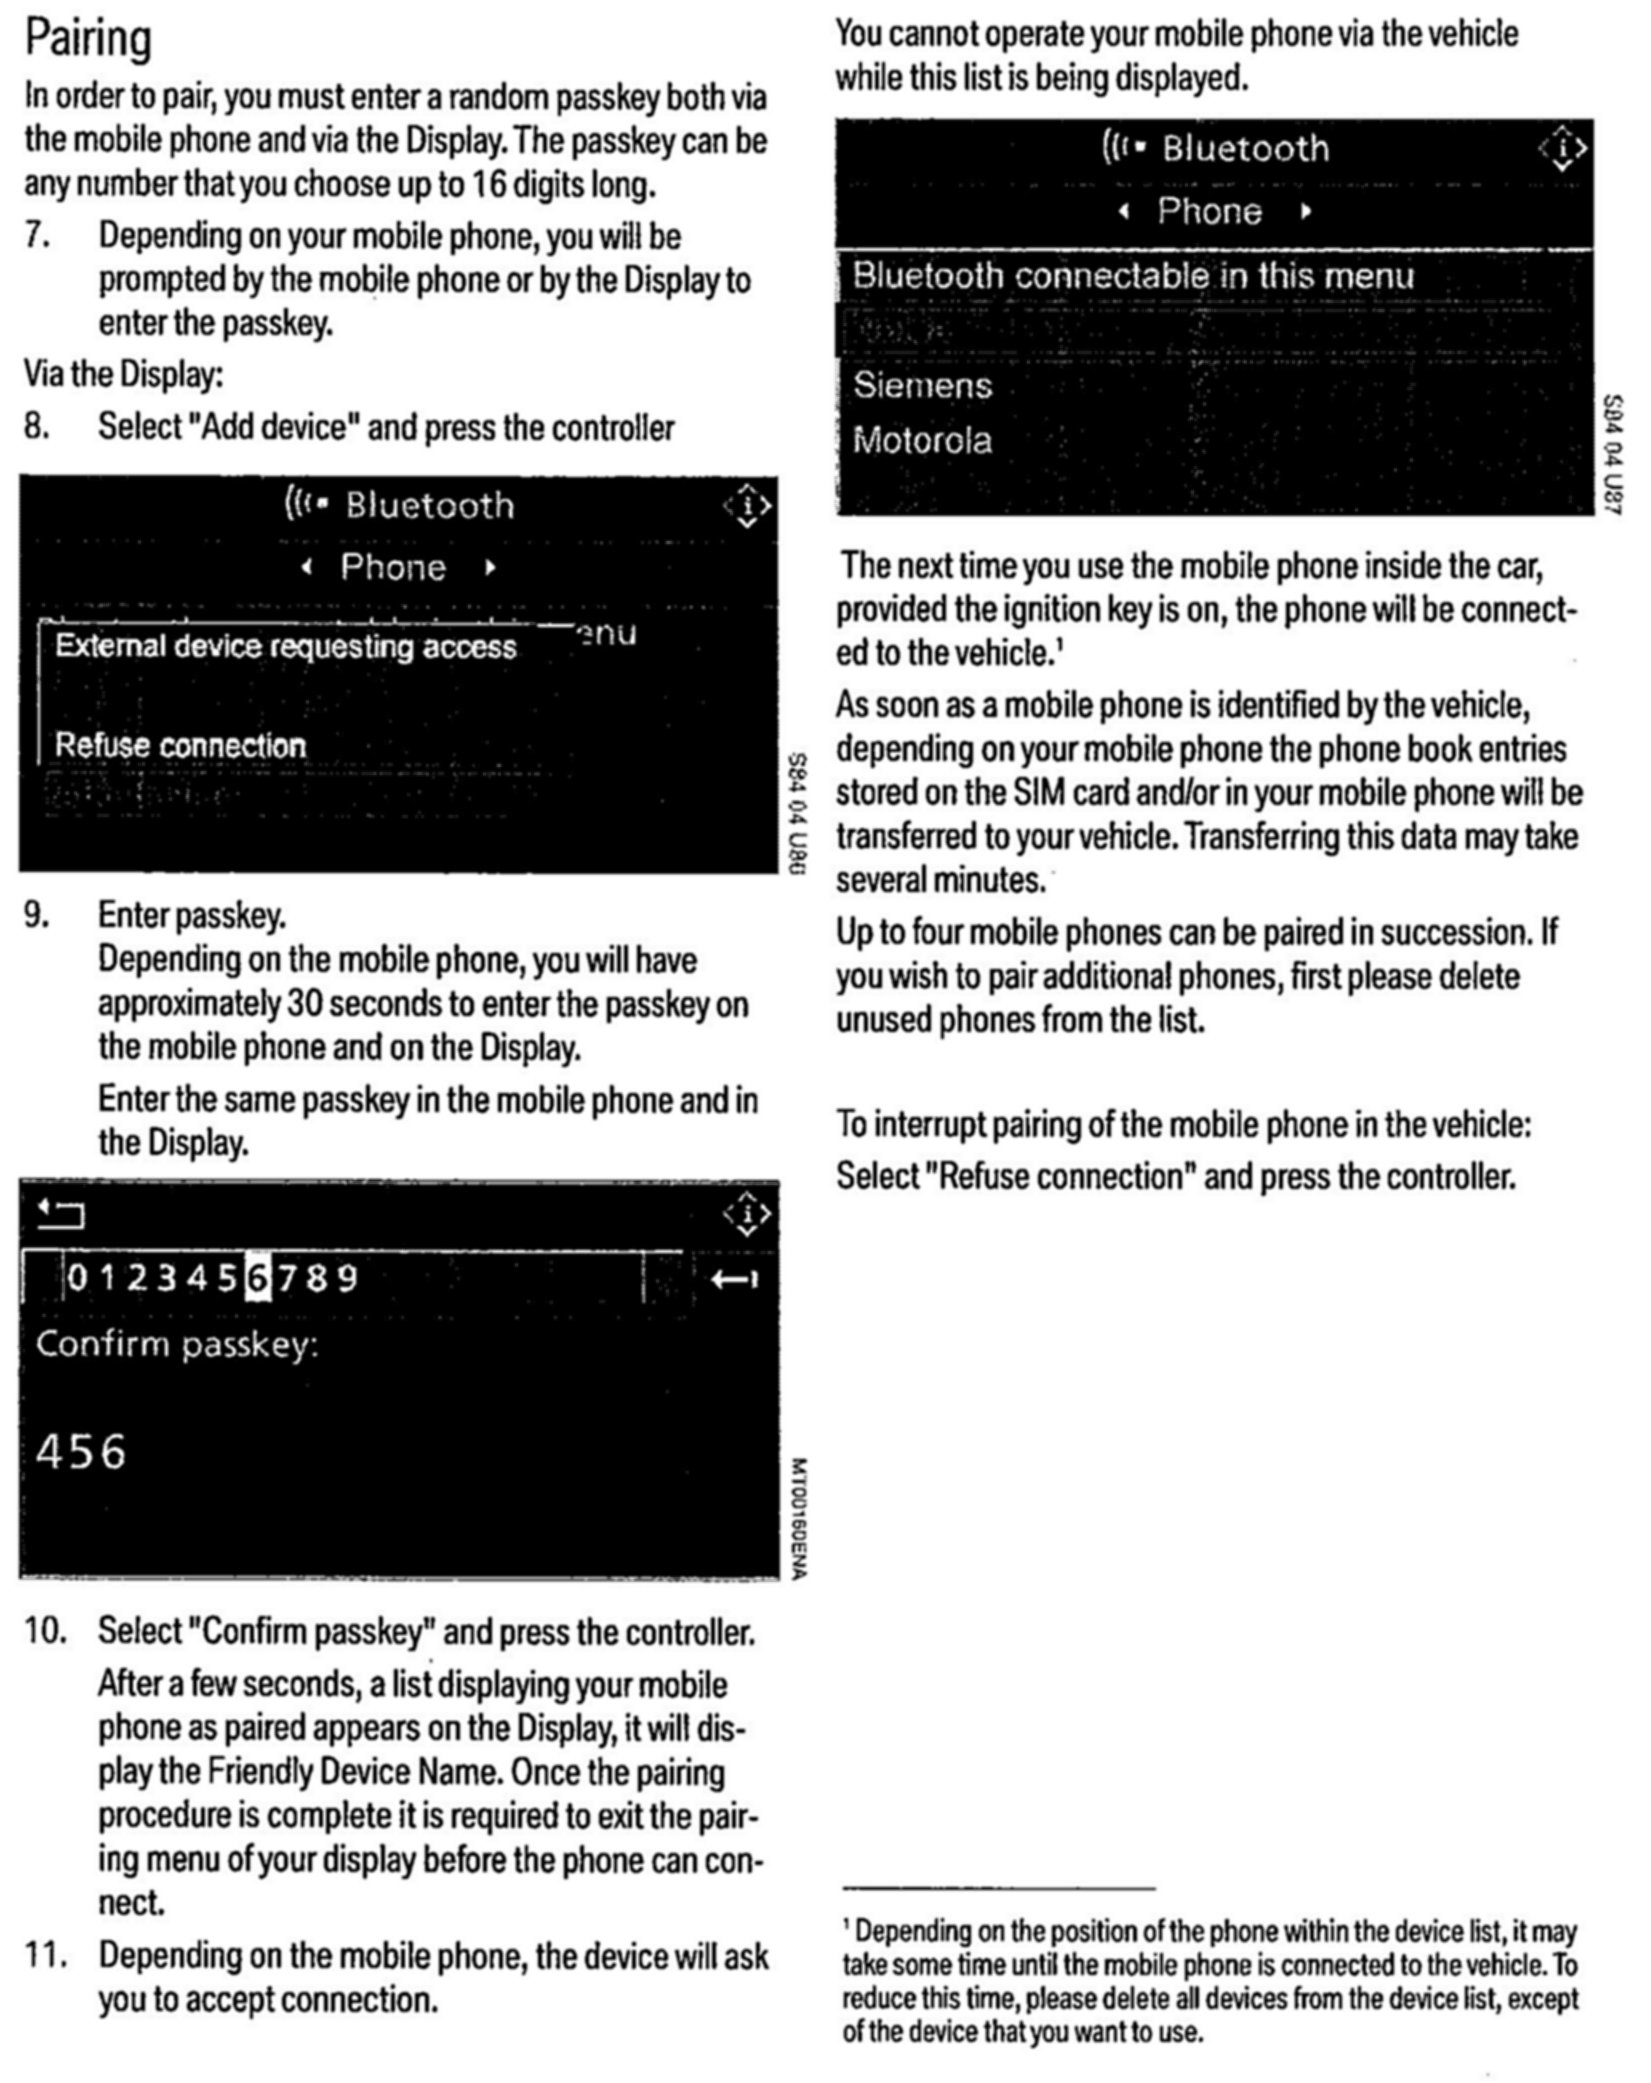 Pairing
In order to pair, you must enter a random passkey both via
the mobile phone and via the Display. The passkey can be
any number that you choose up to 16 digits long.
7. Depending on your mobile phone, you will be
prompted by the mobile phone or by the Display to
enter the passkey.
Via the Display:
8. Select "Add device" and press the controller
Bluetooth
Phone
enu
External device requesting access
Refuse connection
S84 04 U86
9. Enter passkey.
Depending on the mobile phone, you will have
approximately 30 seconds to enter the passkey on
the mobile phone and on the Display.
Enter the same passkey in the mobile phone and in
the Display.
0 1 2 3 4 5 6 7 8 9
Confirm passkey:
456
MT00160ENA
10. Select "Confirm passkey" and press the controller.
After a few seconds, a list displaying your mobile
phone as paired appears on the Display, it will dis-
play the Friendly Device Name. Once the pairing
procedure is complete it is required to exit the pair-
ing menu of your display before the phone can con-
nect.
11. Depending on the mobile phone, the device will ask
you to accept connection.
You cannot operate your mobile phone via the vehicle
while this list is being displayed.
Bluetooth
Phone
Bluetooth connectable in this menu
Siemens
Motorola
S84 04 U87
The next time you use the mobile phone inside the car,
provided the ignition key is on, the phone will be connect-
ed to the vehicle.¹
As soon as a mobile phone is identified by the vehicle,
depending on your mobile phone the phone book entries
stored on the SIM card and/or in your mobile phone will be
transferred to your vehicle. Transferring this data may take
several minutes.
Up to four mobile phones can be paired in succession. If
you wish to pair additional phones, first please delete
unused phones from the list.
To interrupt pairing of the mobile phone in the vehicle:
Select "Refuse connection" and press the controller.
¹ Depending on the position of the phone within the device list, it may
take some time until the mobile phone is connected to the vehicle. To
reduce this time, please delete all devices from the device list, except
of the device that you want to use.